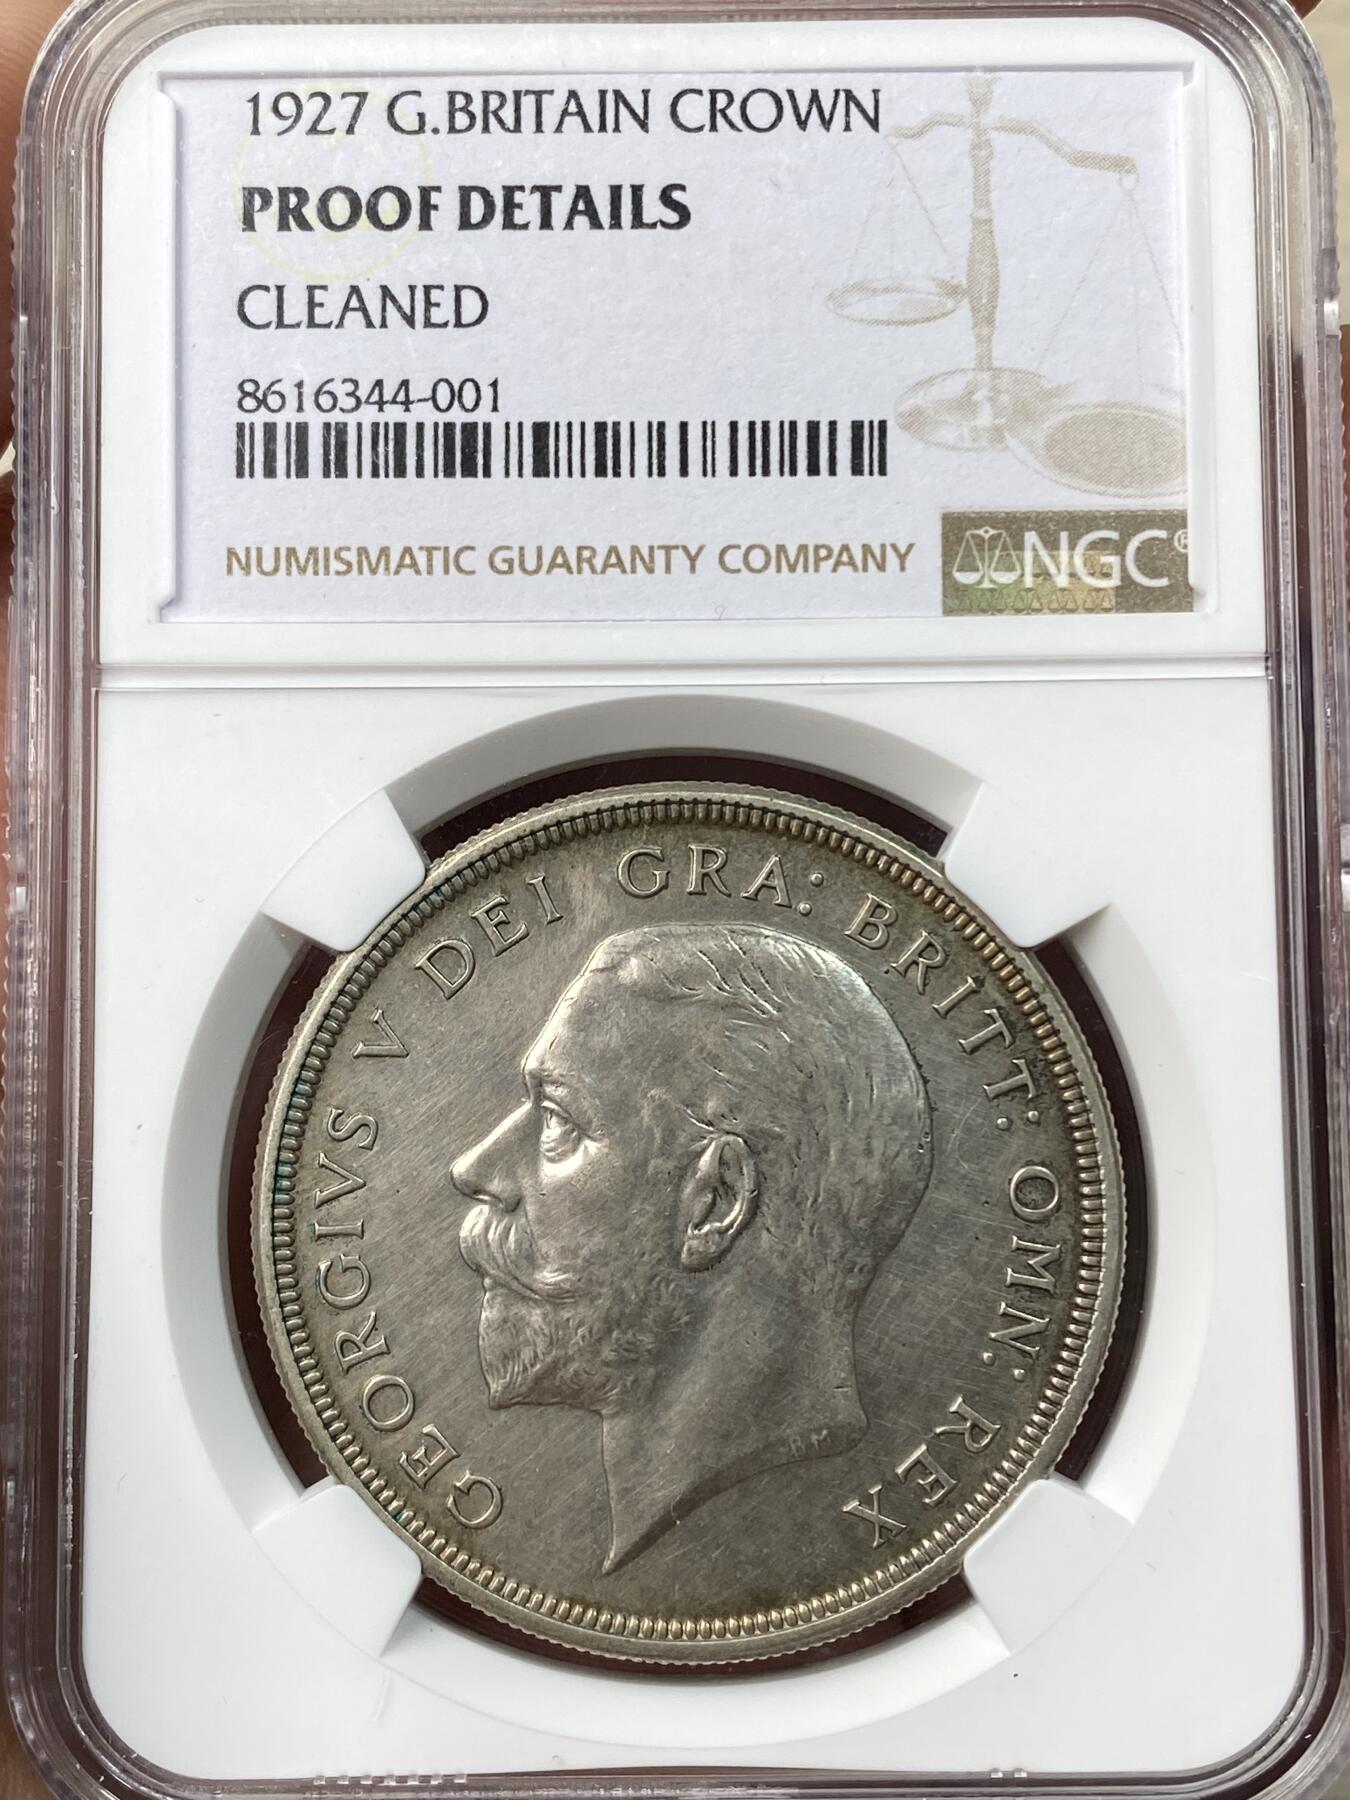 1927 G.BRITAIN CROWN
PROOF DETAILS
CLEANED
8616344-001
NUMISMATIC GUARANTY COMPANY
NGC®
GEORGIVS V DEI GRA: BRITT: OMN: REX
BM